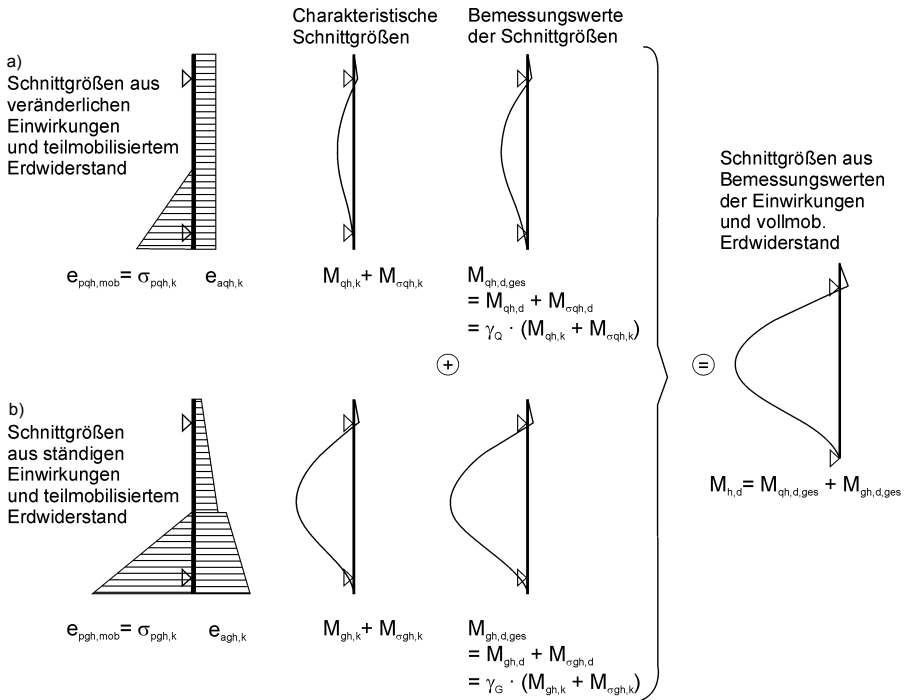 Charakteristische
Schnittgrößen
Bemessungswerte
der Schnittgrößen
a)
Schnittgrößen aus
veränderlichen
Einwirkungen
und teilmobilisiertem
Erdwiderstand
e_pqh,mob = σ_pqh,k
e_aqh,k
M_qh,k + M_σqh,k
M_qh,d,ges
= M_qh,d + M_σqh,d
= γ_Q · (M_qh,k + M_σqh,k)
+
b)
Schnittgrößen
aus ständigen
Einwirkungen
und teilmobilisiertem
Erdwiderstand
e_pgh,mob = σ_pgh,k
e_agh,k
M_gh,k + M_σgh,k
M_gh,d,ges
= M_gh,d + M_σgh,d
= γ_G · (M_gh,k + M_σgh,k)
=
Schnittgrößen aus
Bemessungswerten
der Einwirkungen
und vollmob.
Erdwiderstand
M_h,d = M_qh,d,ges + M_gh,d,ges